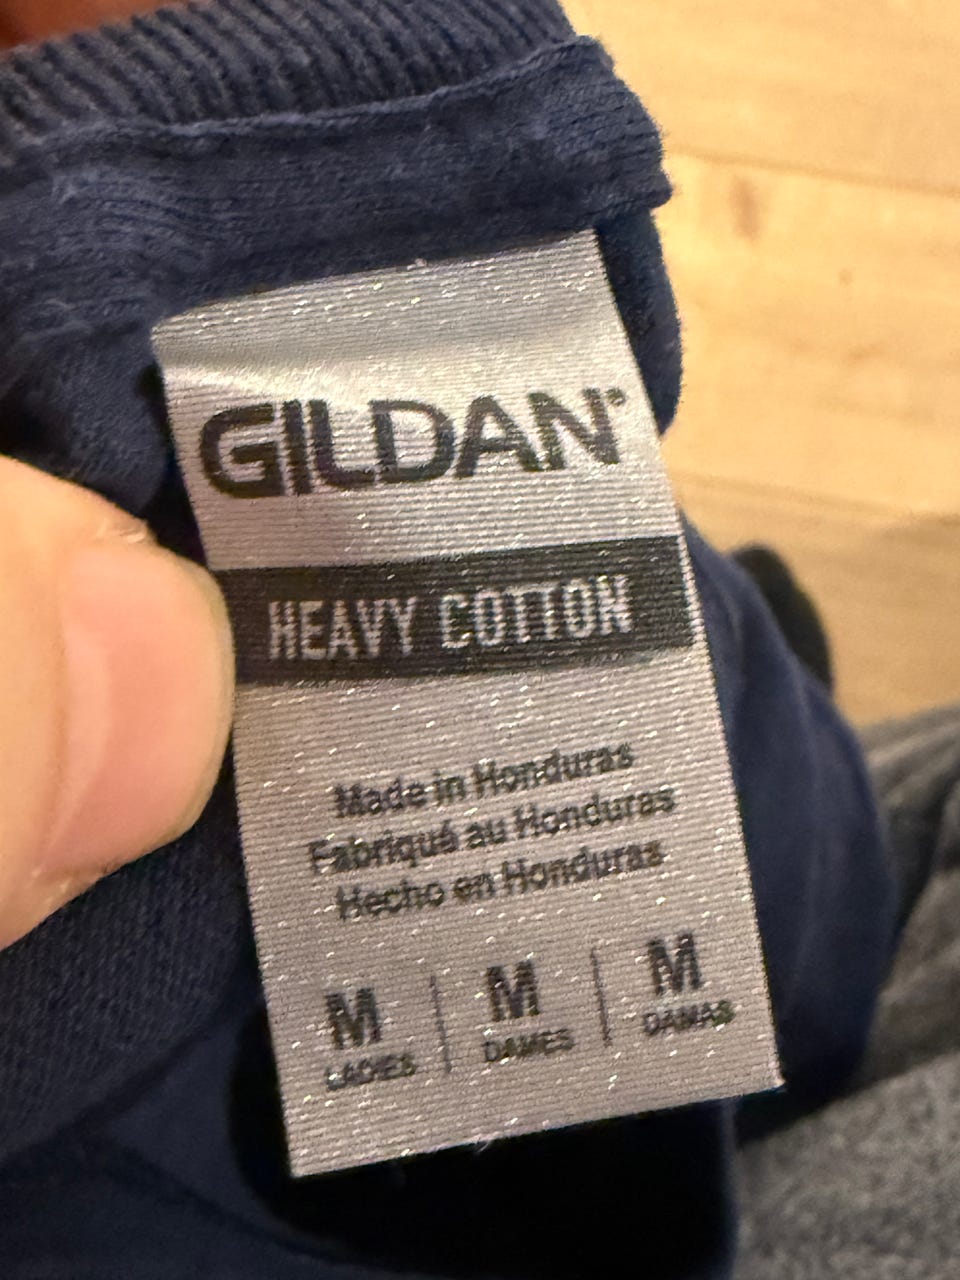 GILDAN®
HEAVY COTTON
Made in Honduras
Fabriqué au Honduras
Hecho en Honduras
M | M | M
LADIES DAMES DAMAS